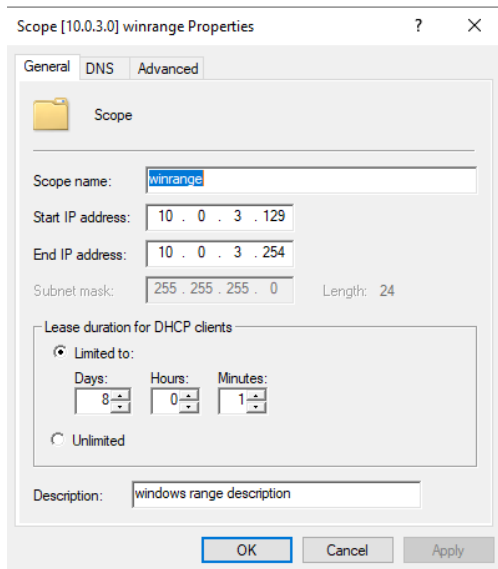 Scope [10.0.3.0] winrange Properties ? ×
General DNS Advanced
Scope
Scope name: winrange
Start IP address: 10 . 0 . 3 . 129
End IP address: 10 . 0 . 3 . 254
Subnet mask: 255 . 255 . 255 . 0 Length: 24
Lease duration for DHCP clients
Limited to:
Days: Hours: Minutes:
8 0 1
Unlimited
Description: windows range description
OK Cancel Apply